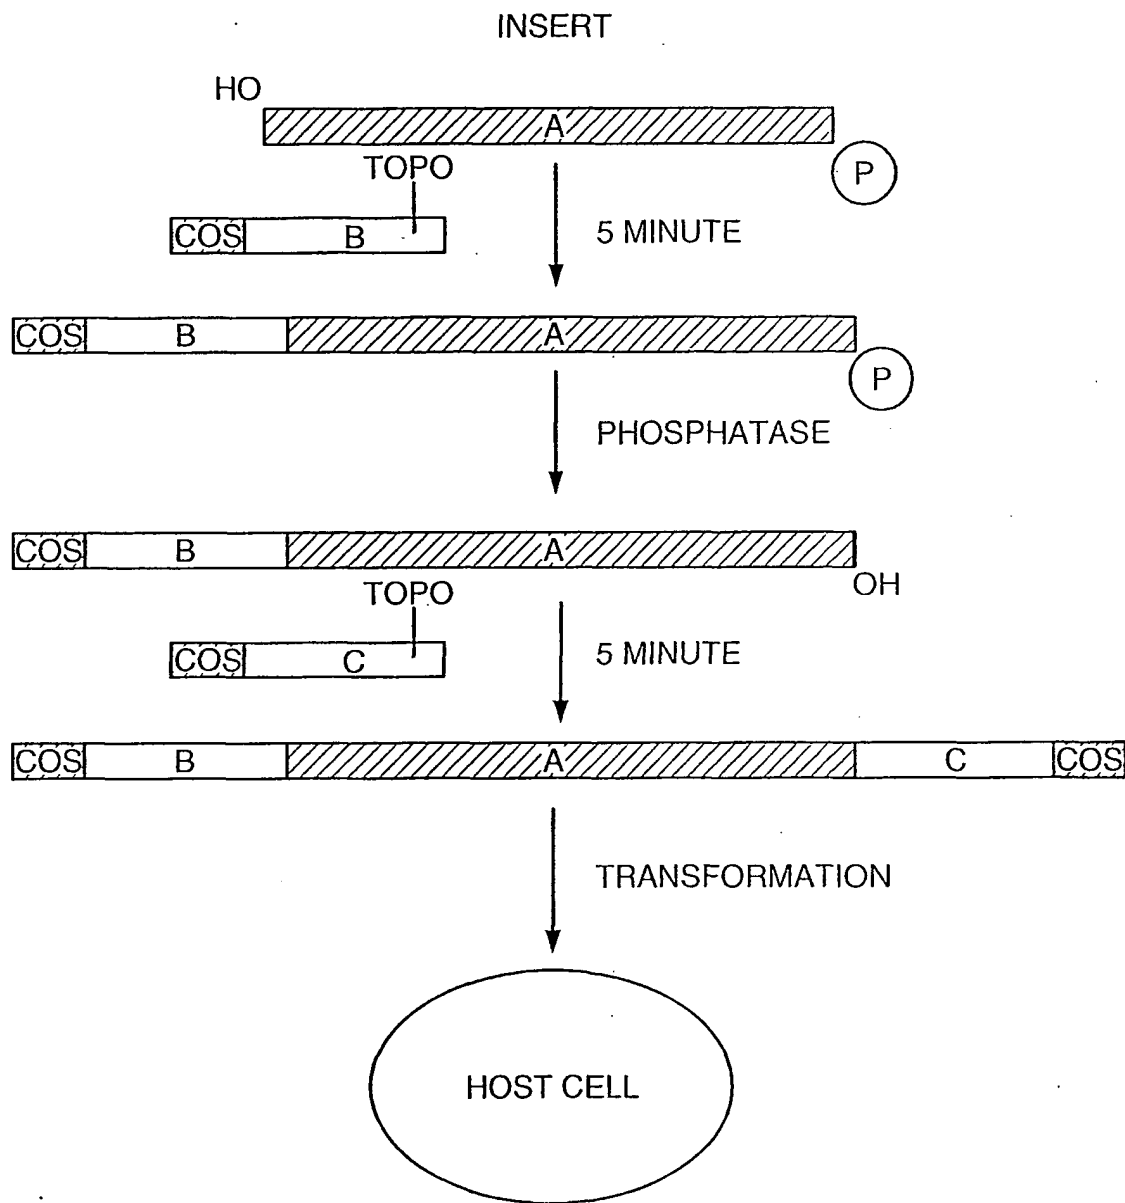 INSERT
HO
A
TOPO
P
COS B
5 MINUTE
COS B A
P
PHOSPHATASE
COS B A
OH
TOPO
COS C
5 MINUTE
COS B A C COS
TRANSFORMATION
HOST CELL